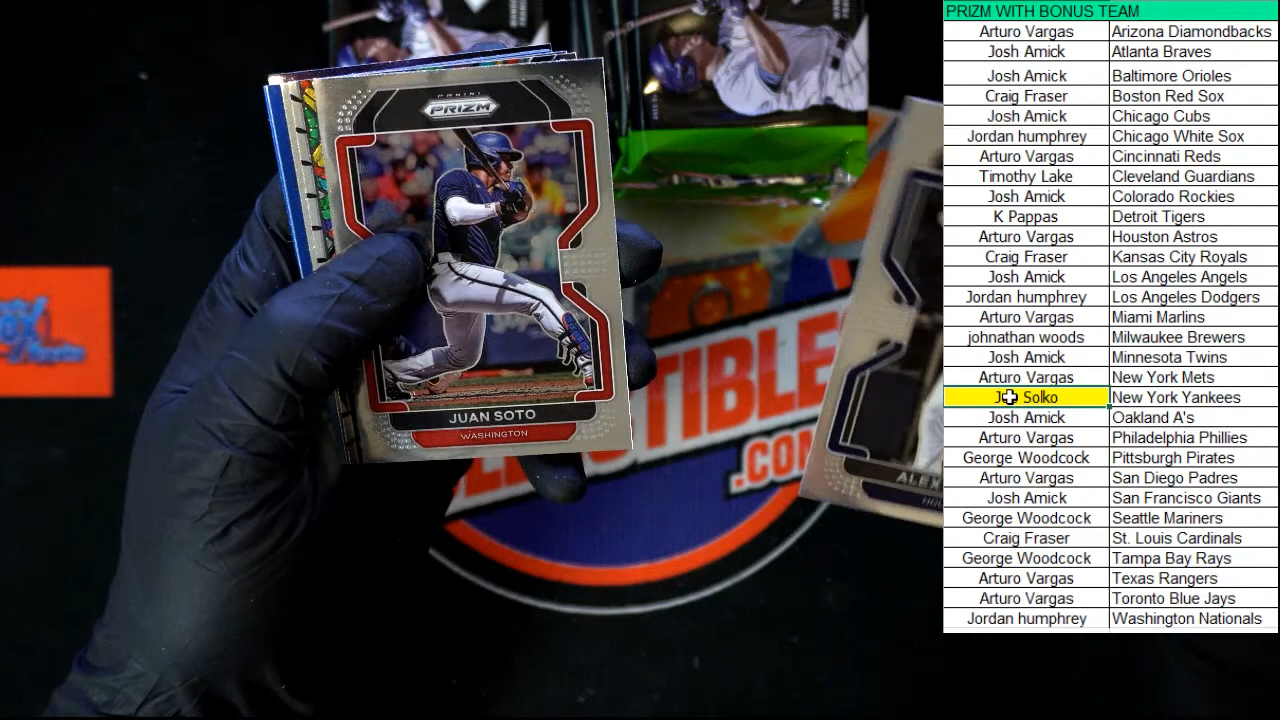 PANINI
PRIZM
JUAN SOTO
WASHINGTON
TIBLE
.COM
ALEX
PRIZM WITH BONUS TEAM
Arturo Vargas Arizona Diamondbacks
Josh Amick Atlanta Braves
Josh Amick Baltimore Orioles
Craig Fraser Boston Red Sox
Josh Amick Chicago Cubs
Jordan humphrey Chicago White Sox
Arturo Vargas Cincinnati Reds
Timothy Lake Cleveland Guardians
Josh Amick Colorado Rockies
K Pappas Detroit Tigers
Arturo Vargas Houston Astros
Craig Fraser Kansas City Royals
Josh Amick Los Angeles Angels
Jordan humphrey Los Angeles Dodgers
Arturo Vargas Miami Marlins
johnathan woods Milwaukee Brewers
Josh Amick Minnesota Twins
Arturo Vargas New York Mets
Solko New York Yankees
Josh Amick Oakland A's
Arturo Vargas Philadelphia Phillies
George Woodcock Pittsburgh Pirates
Arturo Vargas San Diego Padres
Josh Amick San Francisco Giants
George Woodcock Seattle Mariners
Craig Fraser St. Louis Cardinals
George Woodcock Tampa Bay Rays
Arturo Vargas Texas Rangers
Arturo Vargas Toronto Blue Jays
Jordan humphrey Washington Nationals